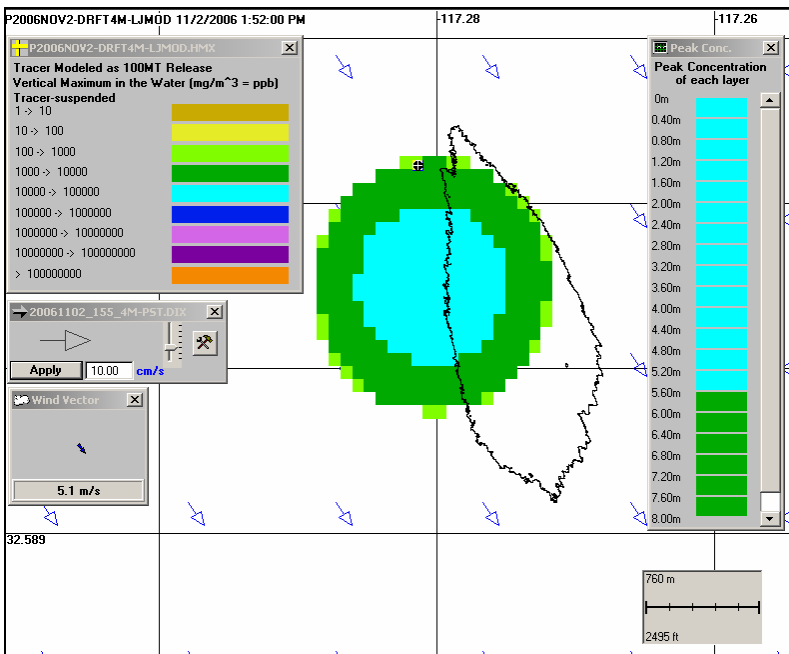 P2006NOV2-DRFT4M-LJMOD 11/2/2006 1:52:00 PM
-117.28
-117.26
P2006NOV2-DRFT4M-LJMOD.HMX
Tracer Modeled as 100MT Release
Vertical Maximum in the Water (mg/m^3 = ppb)
Tracer-suspended
1 -> 10
10 -> 100
100 -> 1000
1000 -> 10000
10000 -> 100000
100000 -> 1000000
1000000 -> 10000000
10000000 -> 100000000
> 100000000
20061102_155_4M-PST.DIX
Apply
10.00
cm/s
Wind Vector
5.1 m/s
32.589
Peak Conc.
Peak Concentration
of each layer
0m
0.40m
0.80m
1.20m
1.60m
2.00m
2.40m
2.80m
3.20m
3.60m
4.00m
4.40m
4.80m
5.20m
5.60m
6.00m
6.40m
6.80m
7.20m
7.60m
8.00m
760 m
2495 ft